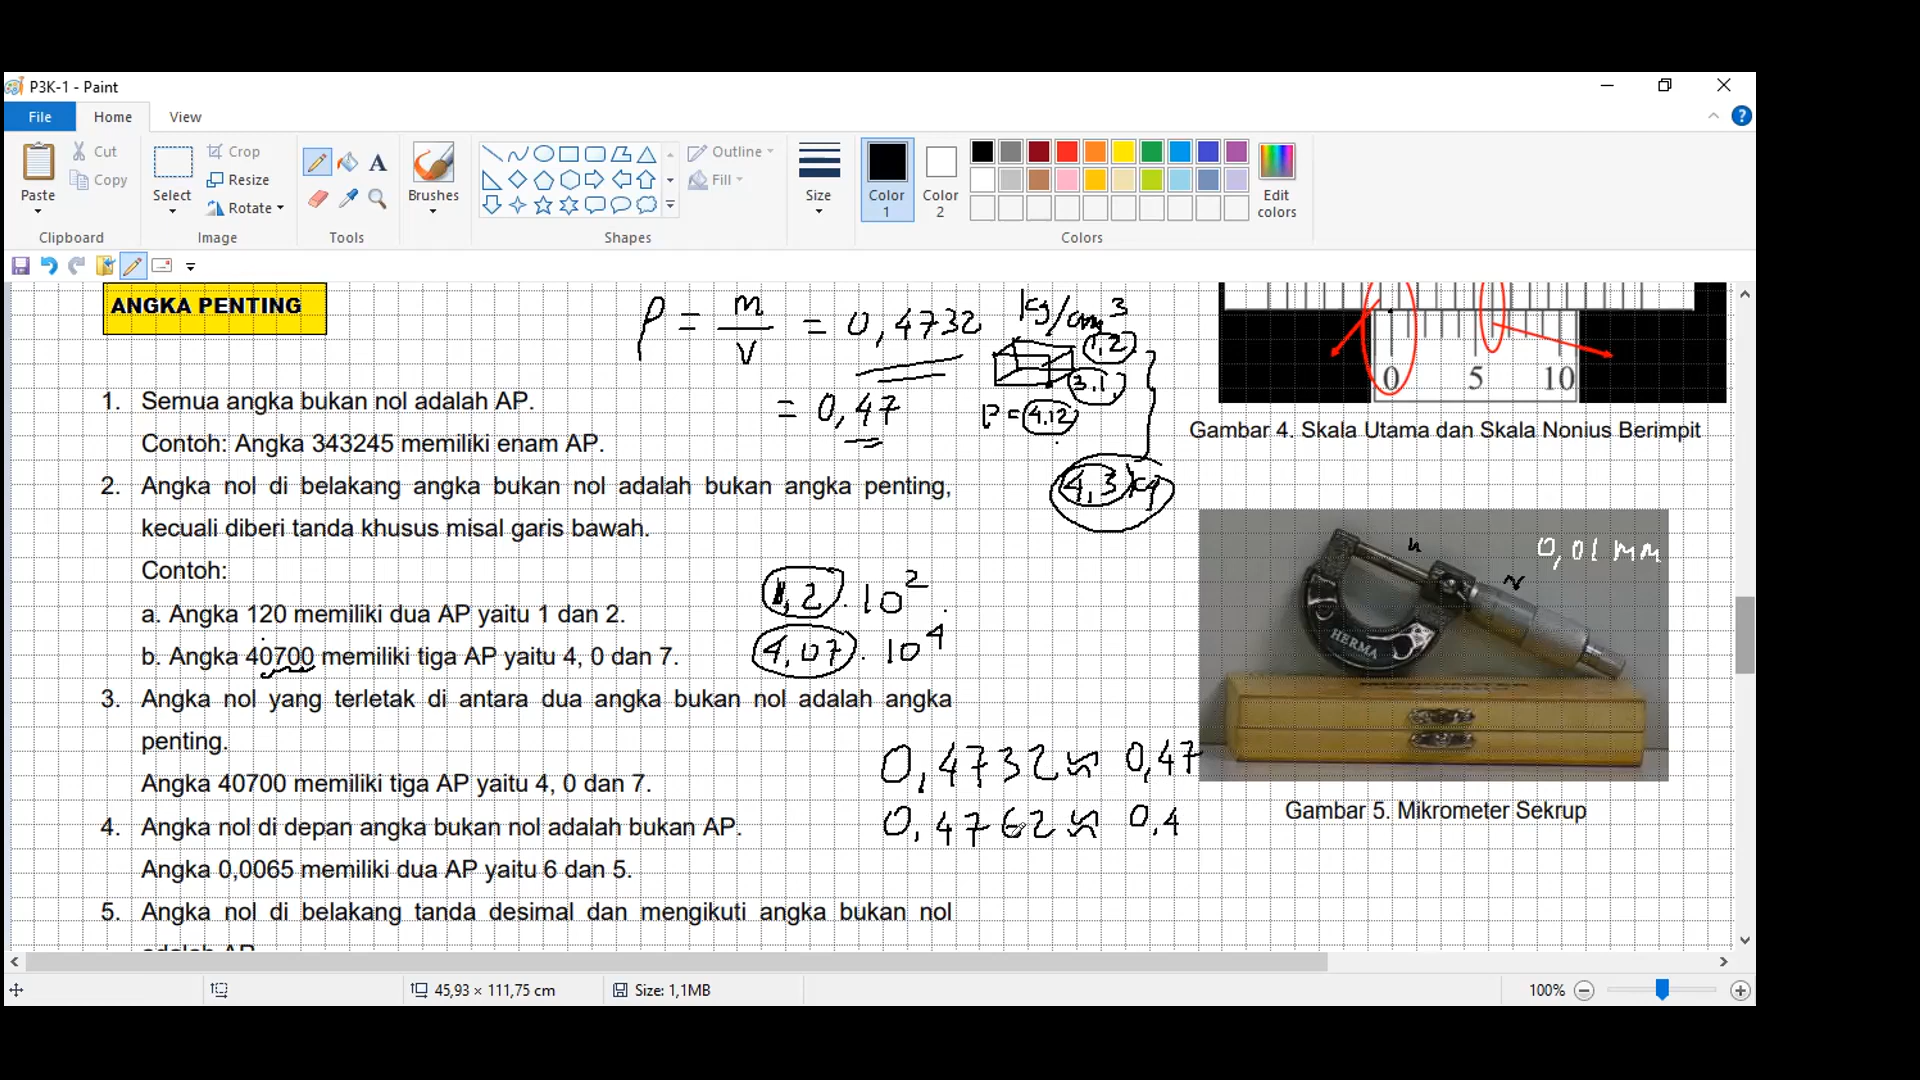 P3K-1 - Paint
File Home View
Paste
Cut
Copy
Clipboard
Select
Crop
Resize
Rotate
Image
Tools
Brushes
Shapes
Outline
Fill
Size
Color 1
Color 2
Edit colors
Colors
ANGKA PENTING
ρ = m/V = 0,4732 kg/cm³
= 0,47
1,2
3,1
P = 4,12
4,3 kg
1. Semua angka bukan nol adalah AP.
Contoh: Angka 343245 memiliki enam AP.
2. Angka nol di belakang angka bukan nol adalah bukan angka penting,
kecuali diberi tanda khusus misal garis bawah.
Contoh:
a. Angka 120 memiliki dua AP yaitu 1 dan 2.
1,2 . 10²
b. Angka 40700 memiliki tiga AP yaitu 4, 0 dan 7.
4,07 . 10⁴
3. Angka nol yang terletak di antara dua angka bukan nol adalah angka
penting.
Angka 40700 memiliki tiga AP yaitu 4, 0 dan 7.
0,4732 ≈ 0,47
4. Angka nol di depan angka bukan nol adalah bukan AP.
0,4762 ≈ 0,4
Angka 0,0065 memiliki dua AP yaitu 6 dan 5.
5. Angka nol di belakang tanda desimal dan mengikuti angka bukan nol
adalah AP.
0 5 10
Gambar 4. Skala Utama dan Skala Nonius Berimpit
0,01 mm
HERMA
Gambar 5. Mikrometer Sekrup
45,93 × 111,75 cm
Size: 1,1MB
100%